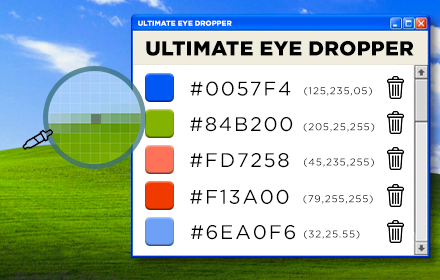 ULTIMATE EYE DROPPER
ULTIMATE EYE DROPPER
#0057F4 (125,235,05)
#84B200 (205,25,255)
#FD7258 (45,235,255)
#F13A00 (79,255,255)
#6EA0F6 (32,25.55)